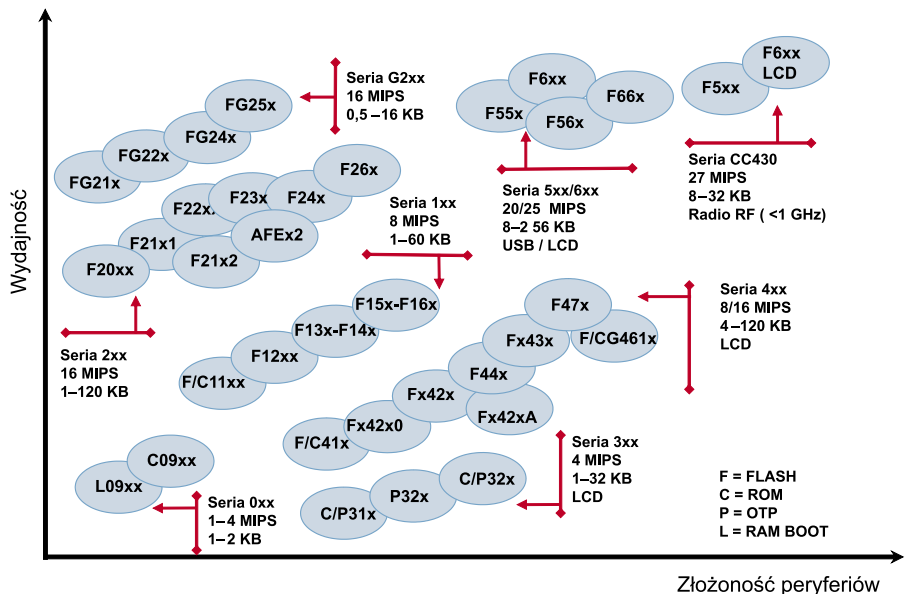 Wydajność
FG25x
FG24x
FG22x
FG21x
Seria G2xx
16 MIPS
0,5 –16 KB
F6xx
F55x
F56x
F66x
F5xx
F6xx
LCD
Seria CC430
27 MIPS
8–32 KB
Radio RF ( <1 GHz)
Seria 5xx/6xx
20/25 MIPS
8–2 56 KB
USB / LCD
F26x
F24x
F23x
F22xx
F21x1
AFEx2
F21x2
F20xx
Seria 2xx
16 MIPS
1–120 KB
Seria 1xx
8 MIPS
1–60 KB
F15x-F16x
F13x-F14x
F12xx
F/C11xx
Seria 4xx
8/16 MIPS
4 –120 KB
LCD
F47x
F/CG461x
Fx43x
F44x
Fx42x
Fx42xA
Fx42x0
F/C41x
C09xx
L09xx
Seria 0xx
1– 4 MIPS
1– 2 KB
Seria 3xx
4 MIPS
1–32 KB
LCD
C/P32x
P32x
C/P31x
F = FLASH
C = ROM
P = OTP
L = RAM BOOT
Złożoność peryferiów